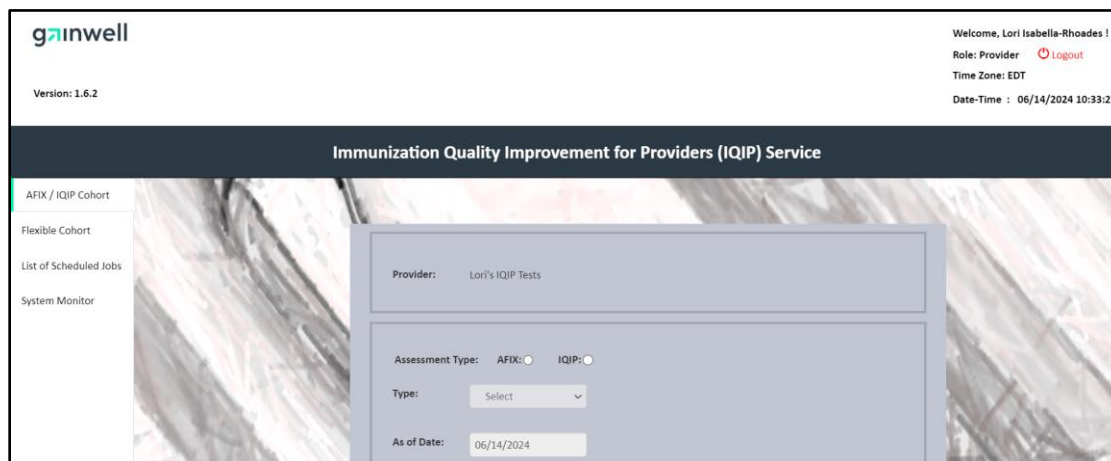 gainwell
Welcome, Lori Isabella-Rhoades !
Role: Provider Logout
Time Zone: EDT
Version: 1.6.2
Date-Time : 06/14/2024 10:33:2
Immunization Quality Improvement for Providers (IQIP) Service
AFIX / IQIP Cohort
Flexible Cohort
List of Scheduled Jobs
System Monitor
Provider: Lori's IQIP Tests
Assessment Type: AFIX: IQIP:
Type: Select
As of Date: 06/14/2024